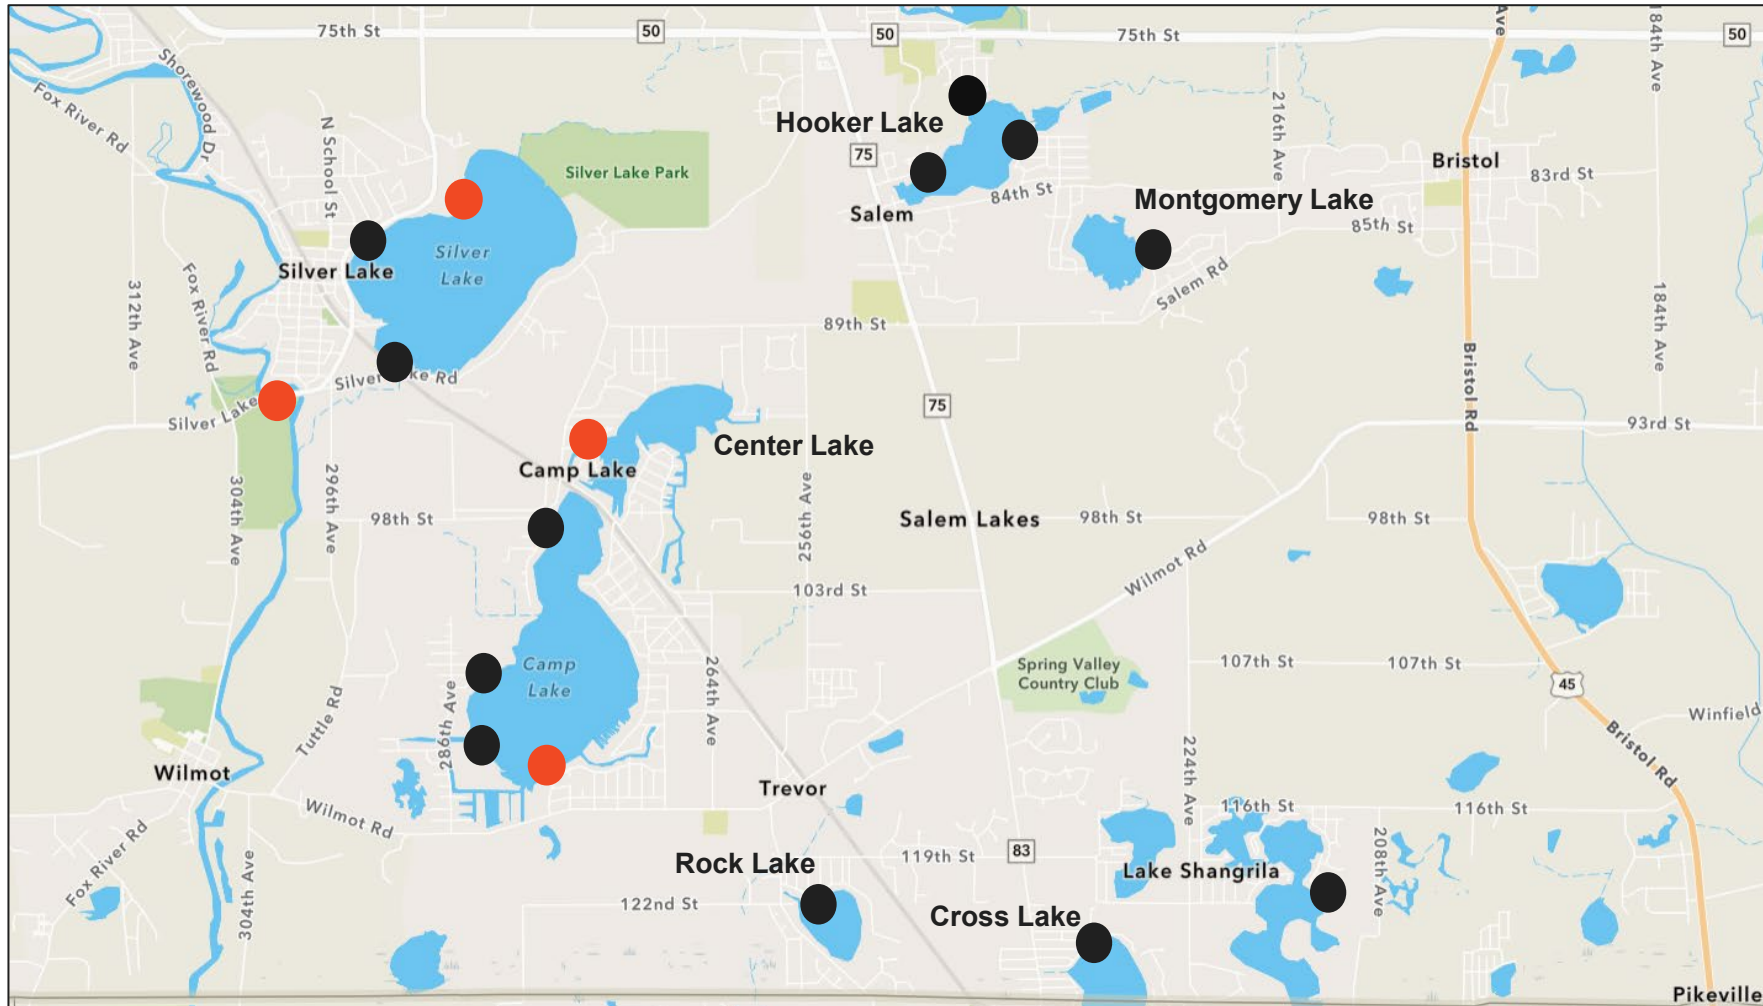 75th St
50
50
75th St
50
Ave
184th Ave
Shorewood Dr
Fox River Rd
N School St
Hooker Lake
75
216th Ave
Bristol
83rd St
Silver Lake Park
84th St
Salem
Montgomery Lake
85th St
Silver
Lake
Silver Lake
Salem Rd
312th Ave
Fox River Rd
184th Ave
89th St
Bristol Rd
Silver
ke Rd
Silver Lake
75
93rd St
Center Lake
Camp Lake
304th Ave
296th Ave
98th St
256th Ave
Salem Lakes
98th St
98th St
Wilmot Rd
103rd St
Camp
Lake
264th Ave
Spring Valley
Country Club
107th St
107th St
45
286th Ave
Tuttle Rd
Winfield
Bristol Rd
Wilmot
Trevor
224th Ave
Wilmot Rd
116th St
116th St
208th Ave
Fox River Rd
304th Ave
Rock Lake
119th St
83
Lake Shangrila
122nd St
Cross Lake
Pikeville